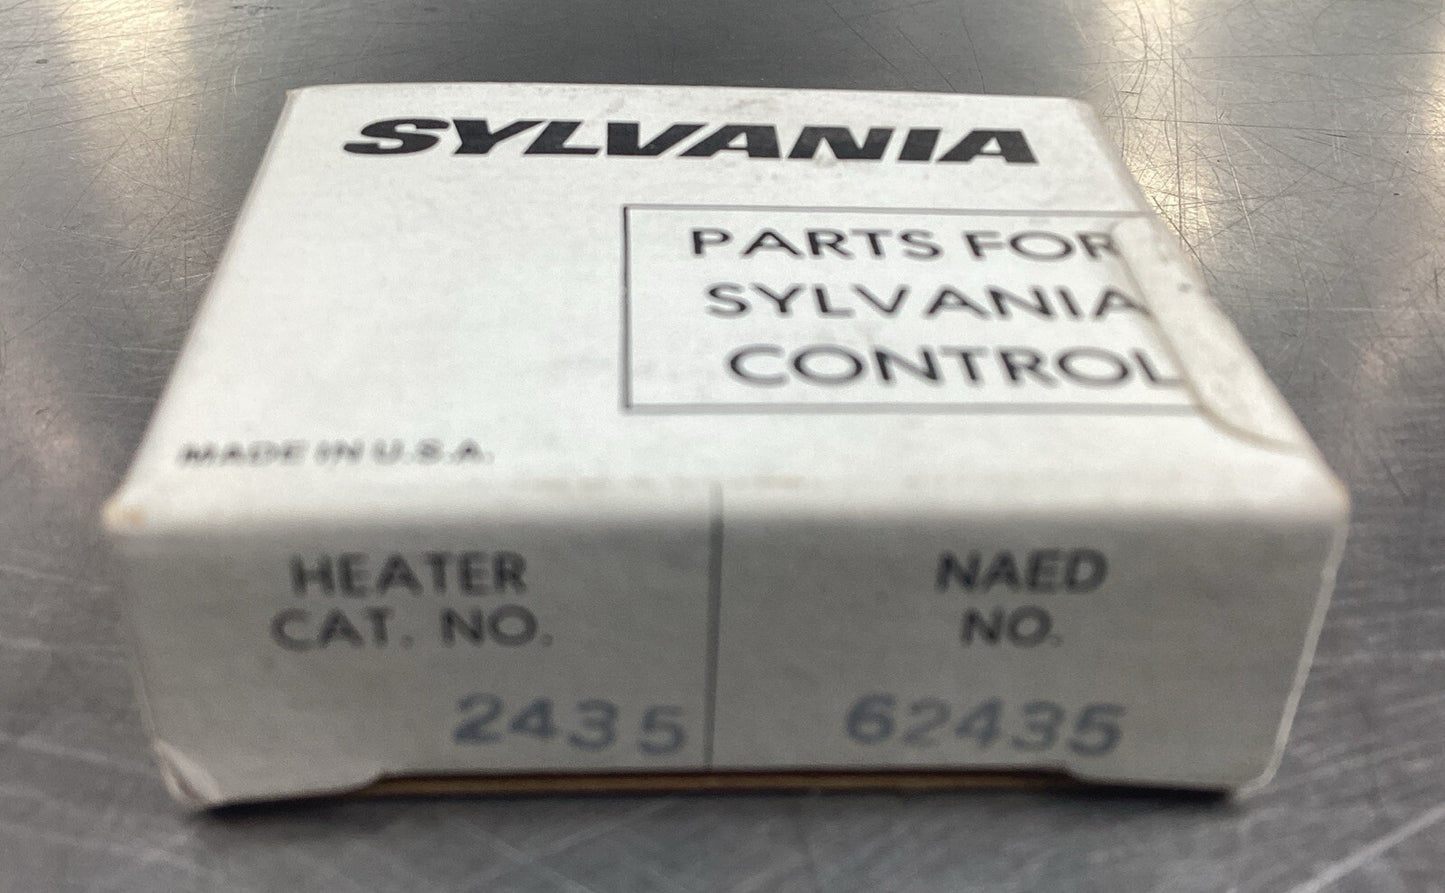 SYLVANIA
PARTS FOR
SYLVANIA
CONTROL
MADE IN U.S.A.
HEATER
CAT. NO.
2435
NAED
NO.
62435